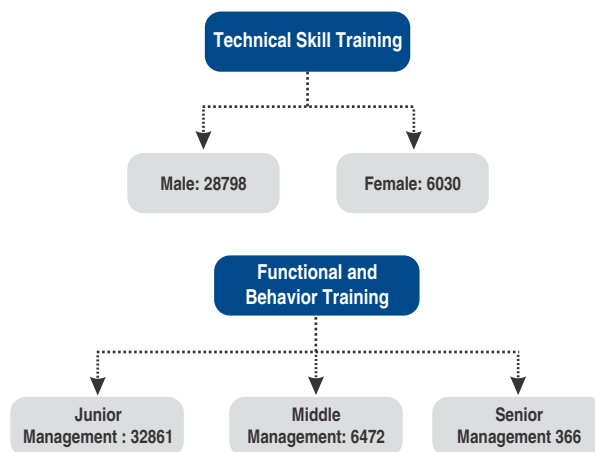 Technical Skill Training
Male: 28798
Female: 6030
Functional and
Behavior Training
Junior
Management : 32861
Middle
Management: 6472
Senior
Management 366